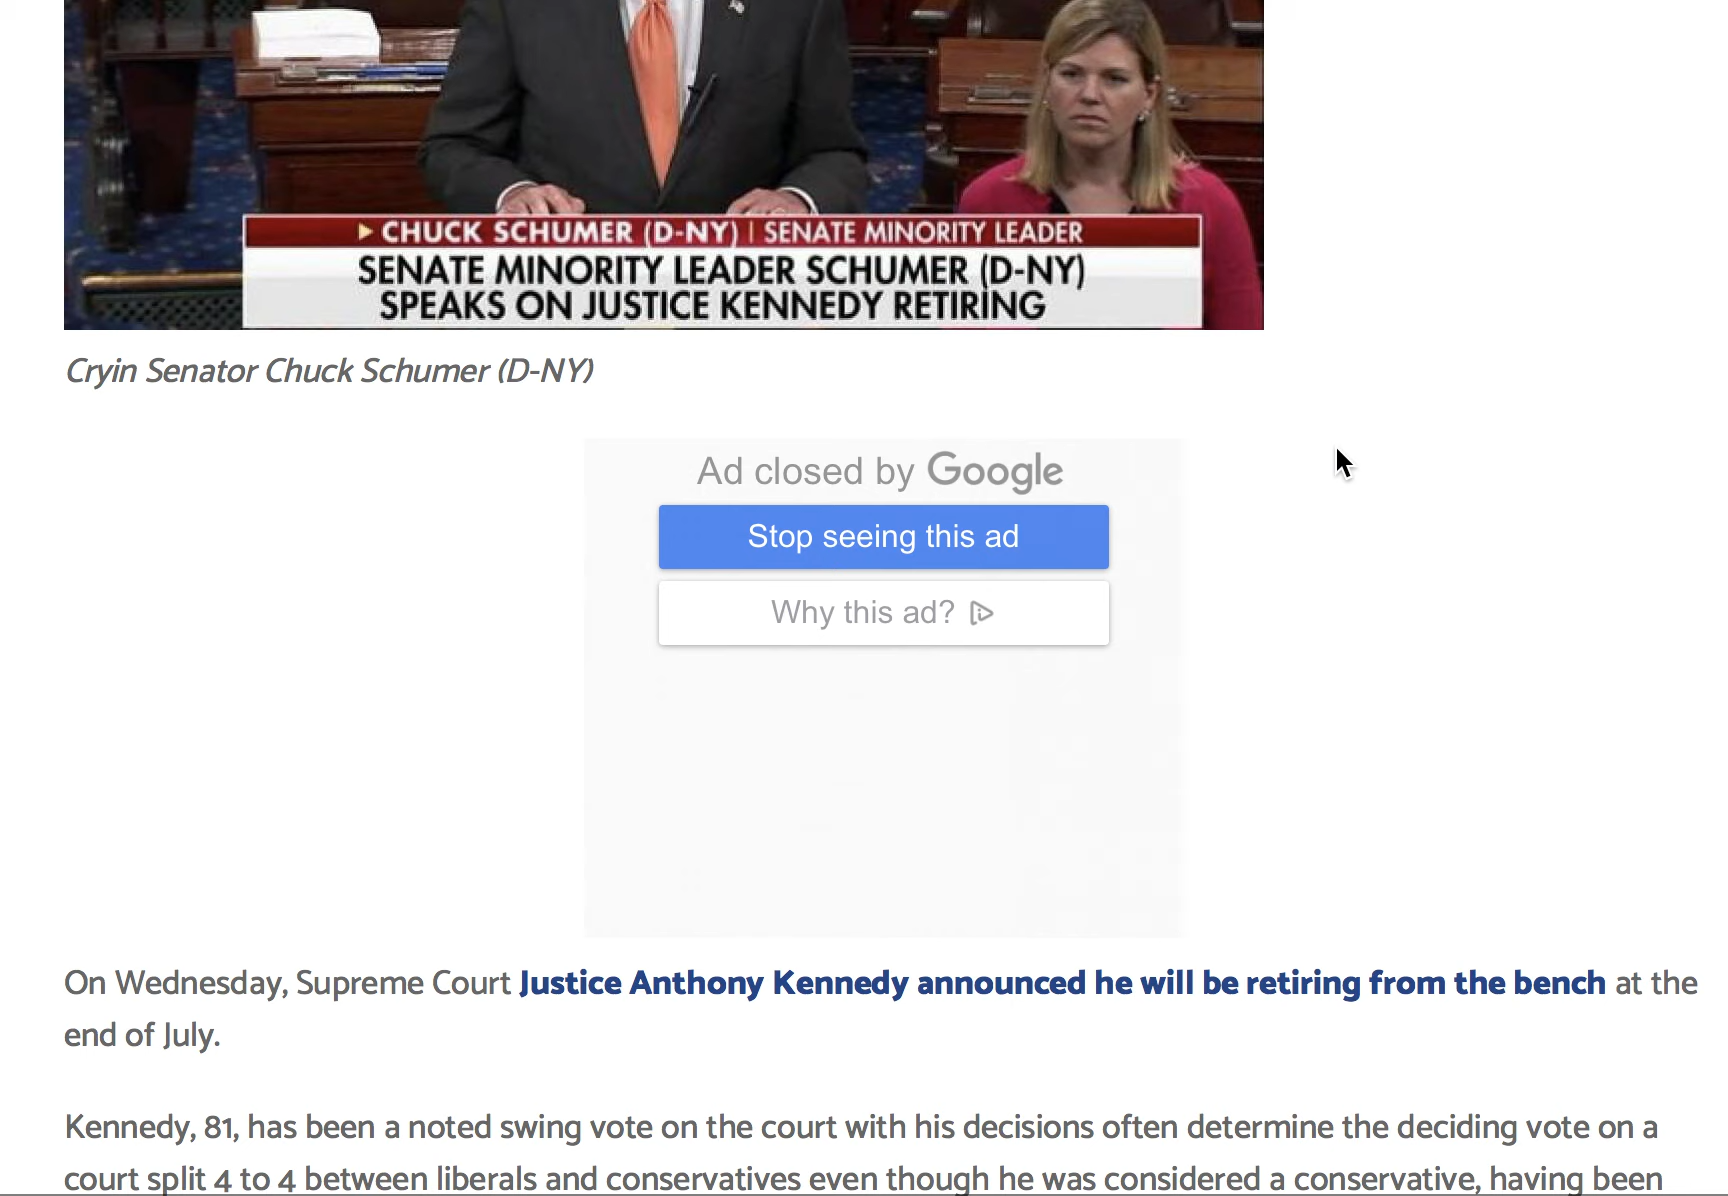 CHUCK SCHUMER (D-NY) | SENATE MINORITY LEADER
SENATE MINORITY LEADER SCHUMER (D-NY)
SPEAKS ON JUSTICE KENNEDY RETIRING
Cryin Senator Chuck Schumer (D-NY)
Ad closed by Google
Stop seeing this ad
Why this ad?
On Wednesday, Supreme Court Justice Anthony Kennedy announced he will be retiring from the bench at the
end of July.
Kennedy, 81, has been a noted swing vote on the court with his decisions often determine the deciding vote on a
court split 4 to 4 between liberals and conservatives even though he was considered a conservative, having been